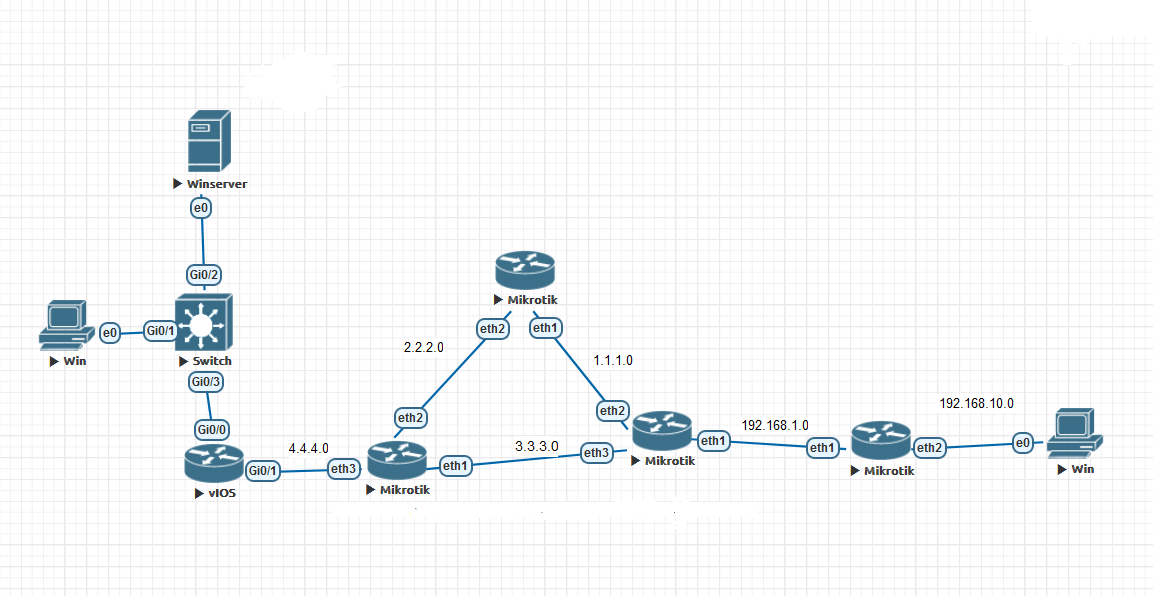 Winserver
e0
Gi0/2
Win
e0
Gi0/1
Switch
Gi0/3
Gi0/0
vIOS
Gi0/1
4.4.4.0
eth3
Mikrotik
eth2
eth1
2.2.2.0
Mikrotik
eth2
eth1
1.1.1.0
3.3.3.0
eth2
eth3
Mikrotik
eth1
192.168.1.0
eth1
Mikrotik
eth2
192.168.10.0
e0
Win